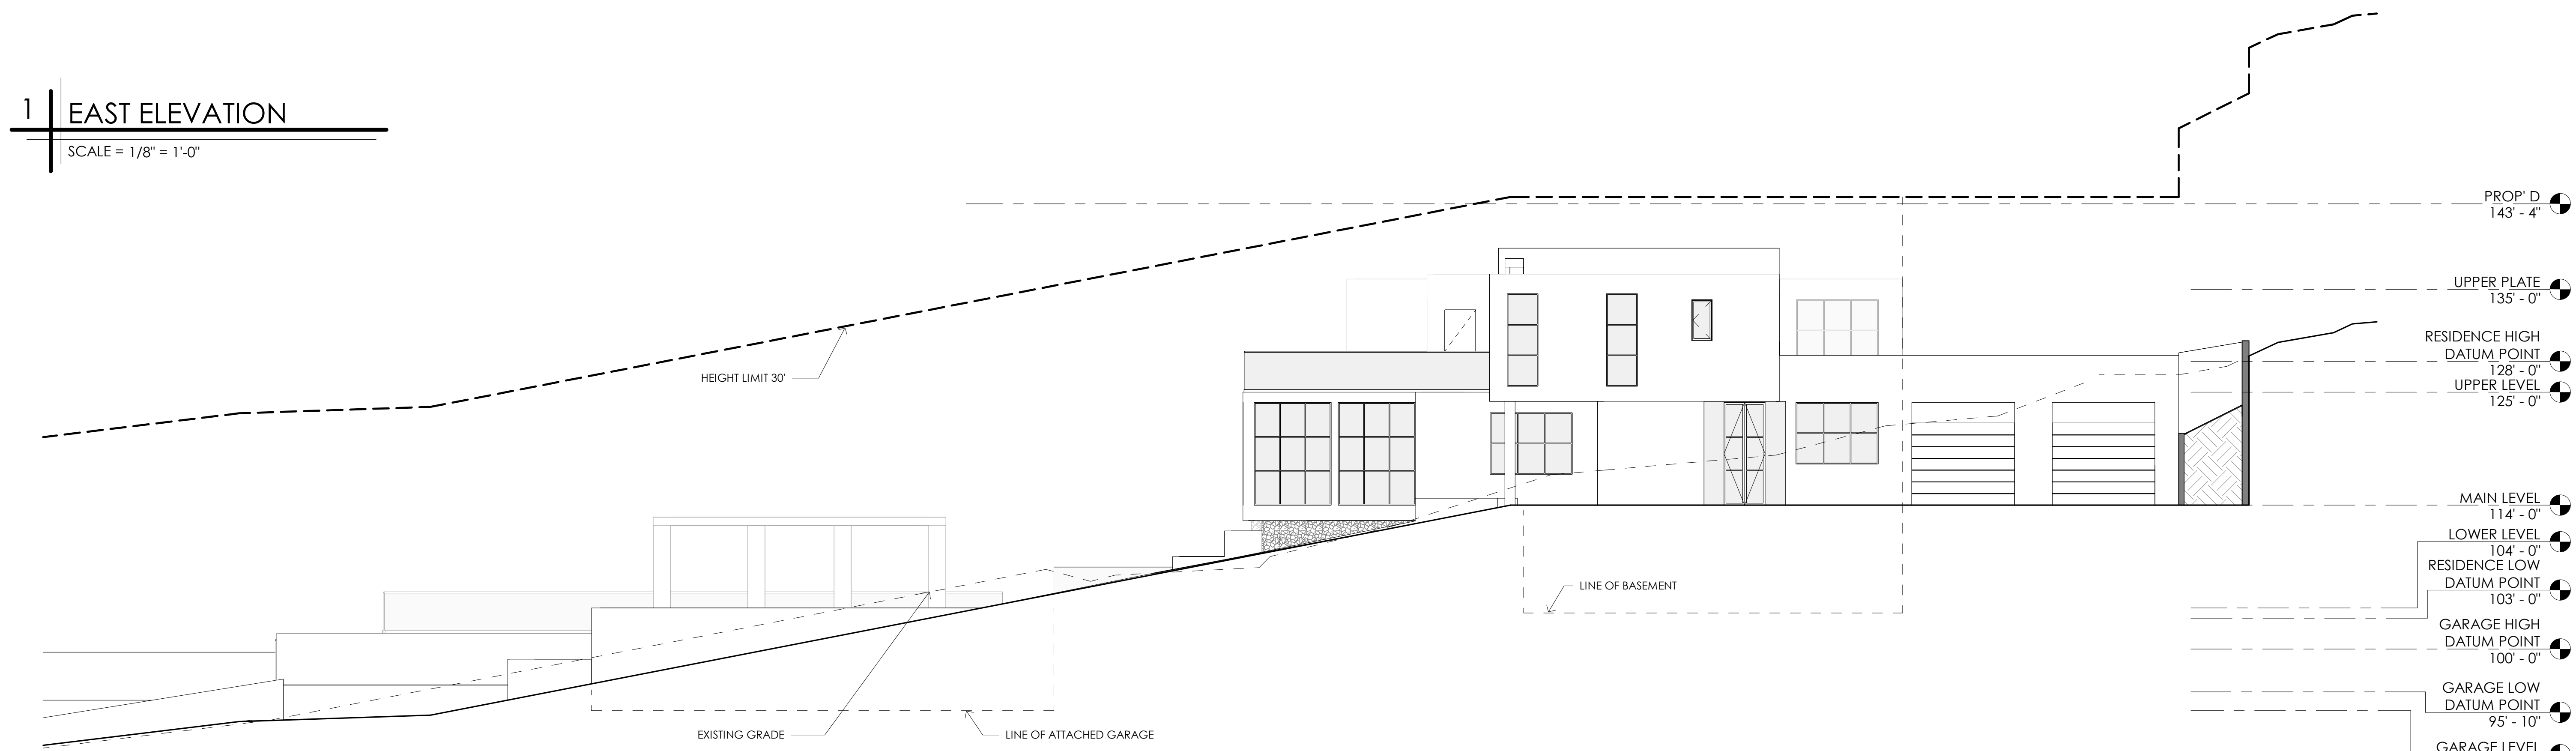 1 EAST ELEVATION
SCALE = 1/8" = 1'-0"
PROP' D
143' - 4"
UPPER PLATE
135' - 0"
RESIDENCE HIGH
DATUM POINT
128' - 0"
UPPER LEVEL
125' - 0"
HEIGHT LIMIT 30'
MAIN LEVEL
114' - 0"
LOWER LEVEL
104' - 0"
RESIDENCE LOW
DATUM POINT
103' - 0"
LINE OF BASEMENT
GARAGE HIGH
DATUM POINT
100' - 0"
GARAGE LOW
DATUM POINT
95' - 10"
EXISTING GRADE
LINE OF ATTACHED GARAGE
GARAGE LEVEL